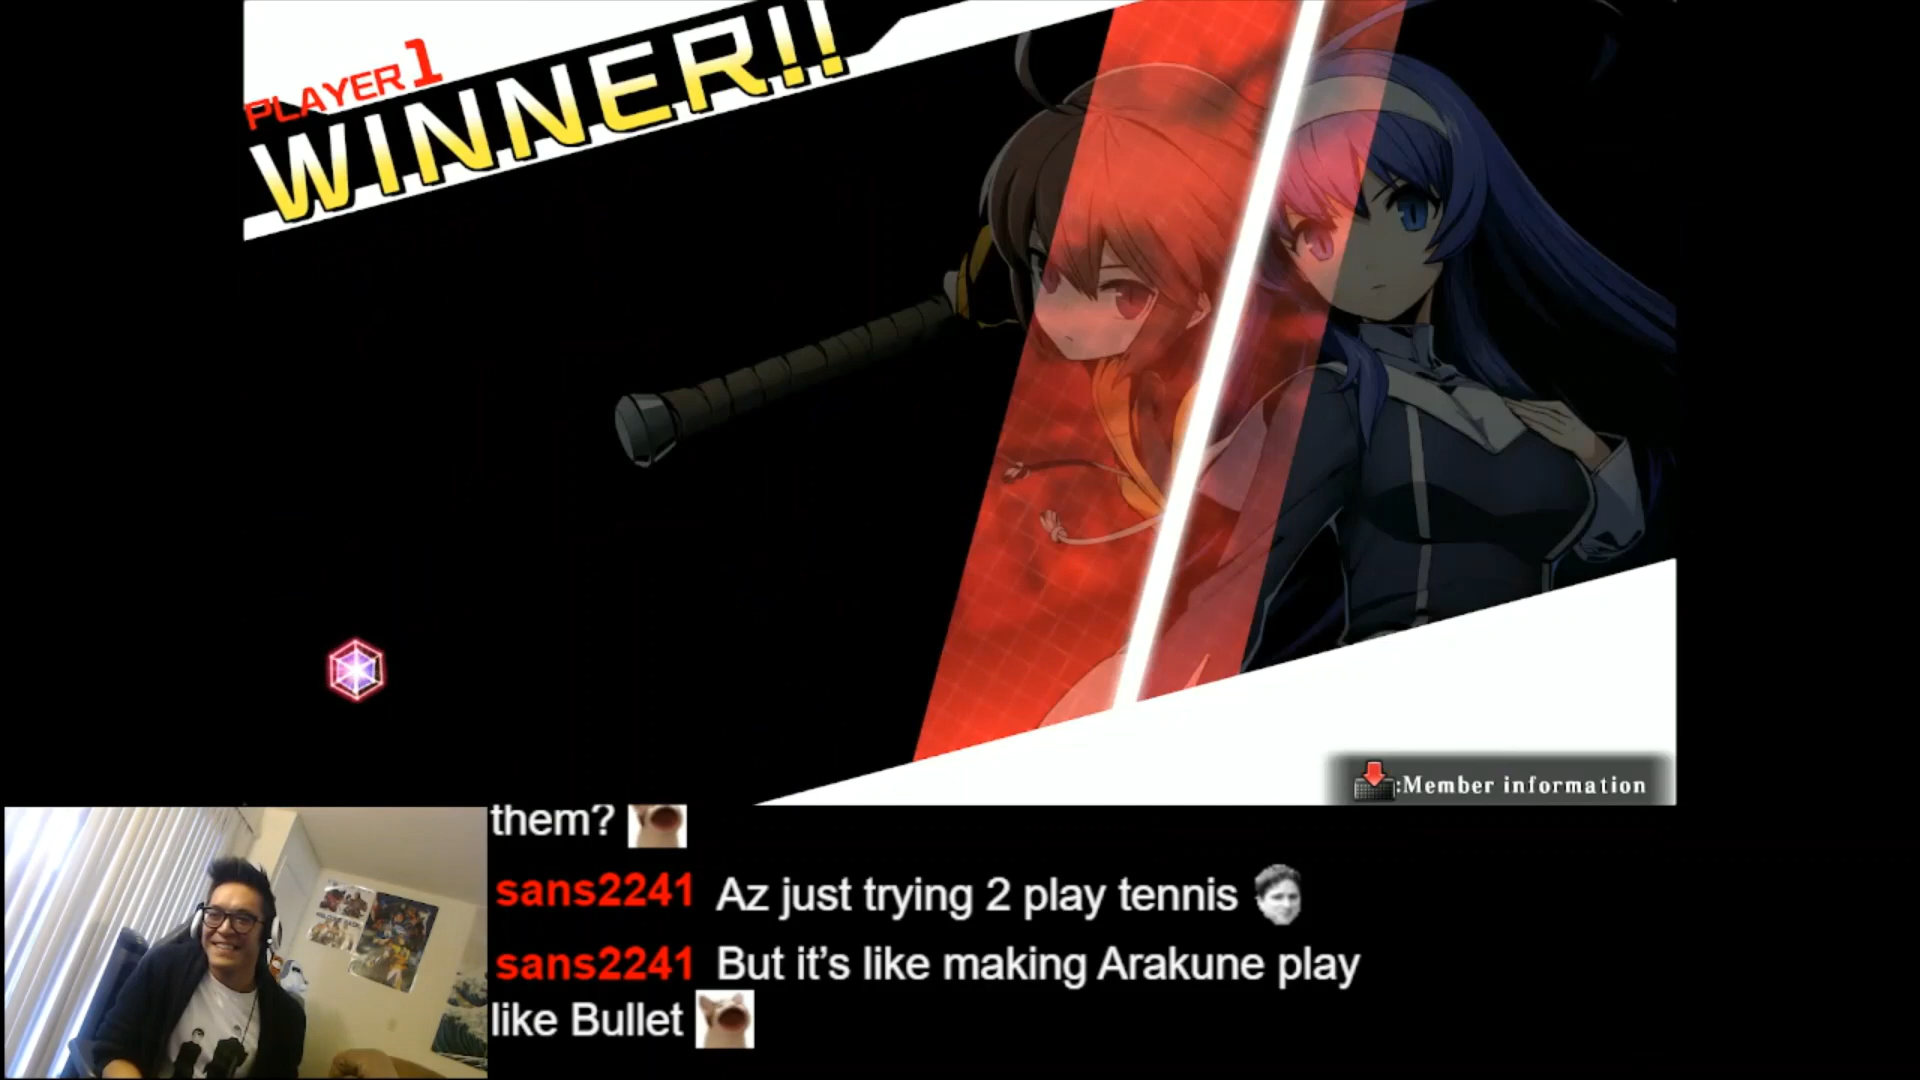 PLAYER 1
WINNER!!
:Member information
them?
sans2241 Az just trying 2 play tennis
sans2241 But it’s like making Arakune play
like Bullet